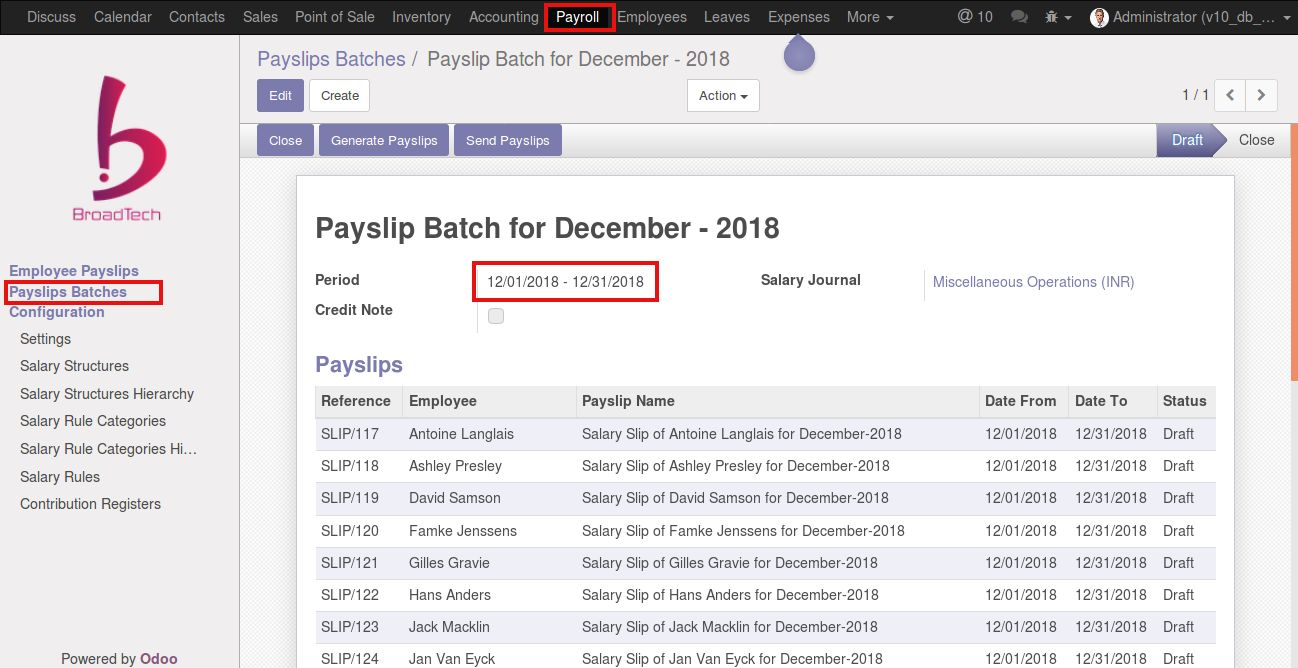 Discuss Calendar Contacts Sales Point of Sale Inventory Accounting Payroll Employees Leaves Expenses More @ 10 Administrator (v10_db_...
Payslips Batches / Payslip Batch for December - 2018
Edit Create Action 1 / 1
Close Generate Payslips Send Payslips Draft Close
BroadTech
Employee Payslips
Payslips Batches
Configuration
Settings
Salary Structures
Salary Structures Hierarchy
Salary Rule Categories
Salary Rule Categories Hi...
Salary Rules
Contribution Registers
Powered by Odoo
Payslip Batch for December - 2018
Period 12/01/2018 - 12/31/2018 Salary Journal Miscellaneous Operations (INR)
Credit Note
Payslips
Reference Employee Payslip Name Date From Date To Status
SLIP/117 Antoine Langlais Salary Slip of Antoine Langlais for December-2018 12/01/2018 12/31/2018 Draft
SLIP/118 Ashley Presley Salary Slip of Ashley Presley for December-2018 12/01/2018 12/31/2018 Draft
SLIP/119 David Samson Salary Slip of David Samson for December-2018 12/01/2018 12/31/2018 Draft
SLIP/120 Famke Jenssens Salary Slip of Famke Jenssens for December-2018 12/01/2018 12/31/2018 Draft
SLIP/121 Gilles Gravie Salary Slip of Gilles Gravie for December-2018 12/01/2018 12/31/2018 Draft
SLIP/122 Hans Anders Salary Slip of Hans Anders for December-2018 12/01/2018 12/31/2018 Draft
SLIP/123 Jack Macklin Salary Slip of Jack Macklin for December-2018 12/01/2018 12/31/2018 Draft
SLIP/124 Jan Van Eyck Salary Slip of Jan Van Eyck for December-2018 12/01/2018 12/31/2018 Draft